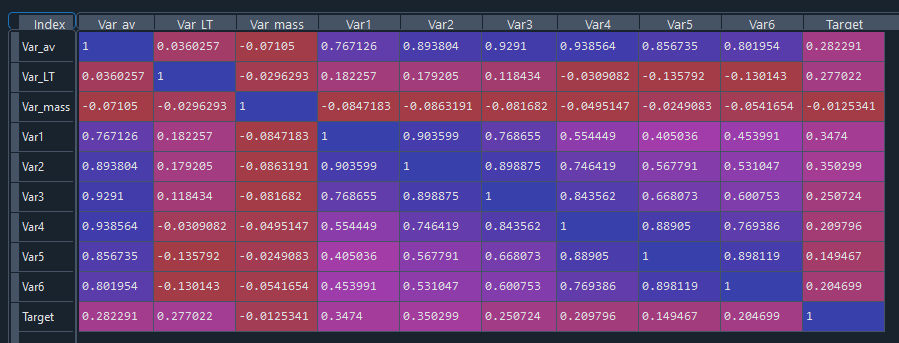 Index Var_av Var_LT Var_mass Var1 Var2 Var3 Var4 Var5 Var6 Target
Var_av 1 0.0360257 -0.07105 0.767126 0.893804 0.9291 0.938564 0.856735 0.801954 0.282291
Var_LT 0.0360257 1 -0.0296293 0.182257 0.179205 0.118434 -0.0309082 -0.135792 -0.130143 0.277022
Var_mass -0.07105 -0.0296293 1 -0.0847183 -0.0863191 -0.081682 -0.0495147 -0.0249083 -0.0541654 -0.0125341
Var1 0.767126 0.182257 -0.0847183 1 0.903599 0.768655 0.554449 0.405036 0.453991 0.3474
Var2 0.893804 0.179205 -0.0863191 0.903599 1 0.898875 0.746419 0.567791 0.531047 0.350299
Var3 0.9291 0.118434 -0.081682 0.768655 0.898875 1 0.843562 0.668073 0.600753 0.250724
Var4 0.938564 -0.0309082 -0.0495147 0.554449 0.746419 0.843562 1 0.88905 0.769386 0.209796
Var5 0.856735 -0.135792 -0.0249083 0.405036 0.567791 0.668073 0.88905 1 0.898119 0.149467
Var6 0.801954 -0.130143 -0.0541654 0.453991 0.531047 0.600753 0.769386 0.898119 1 0.204699
Target 0.282291 0.277022 -0.0125341 0.3474 0.350299 0.250724 0.209796 0.149467 0.204699 1